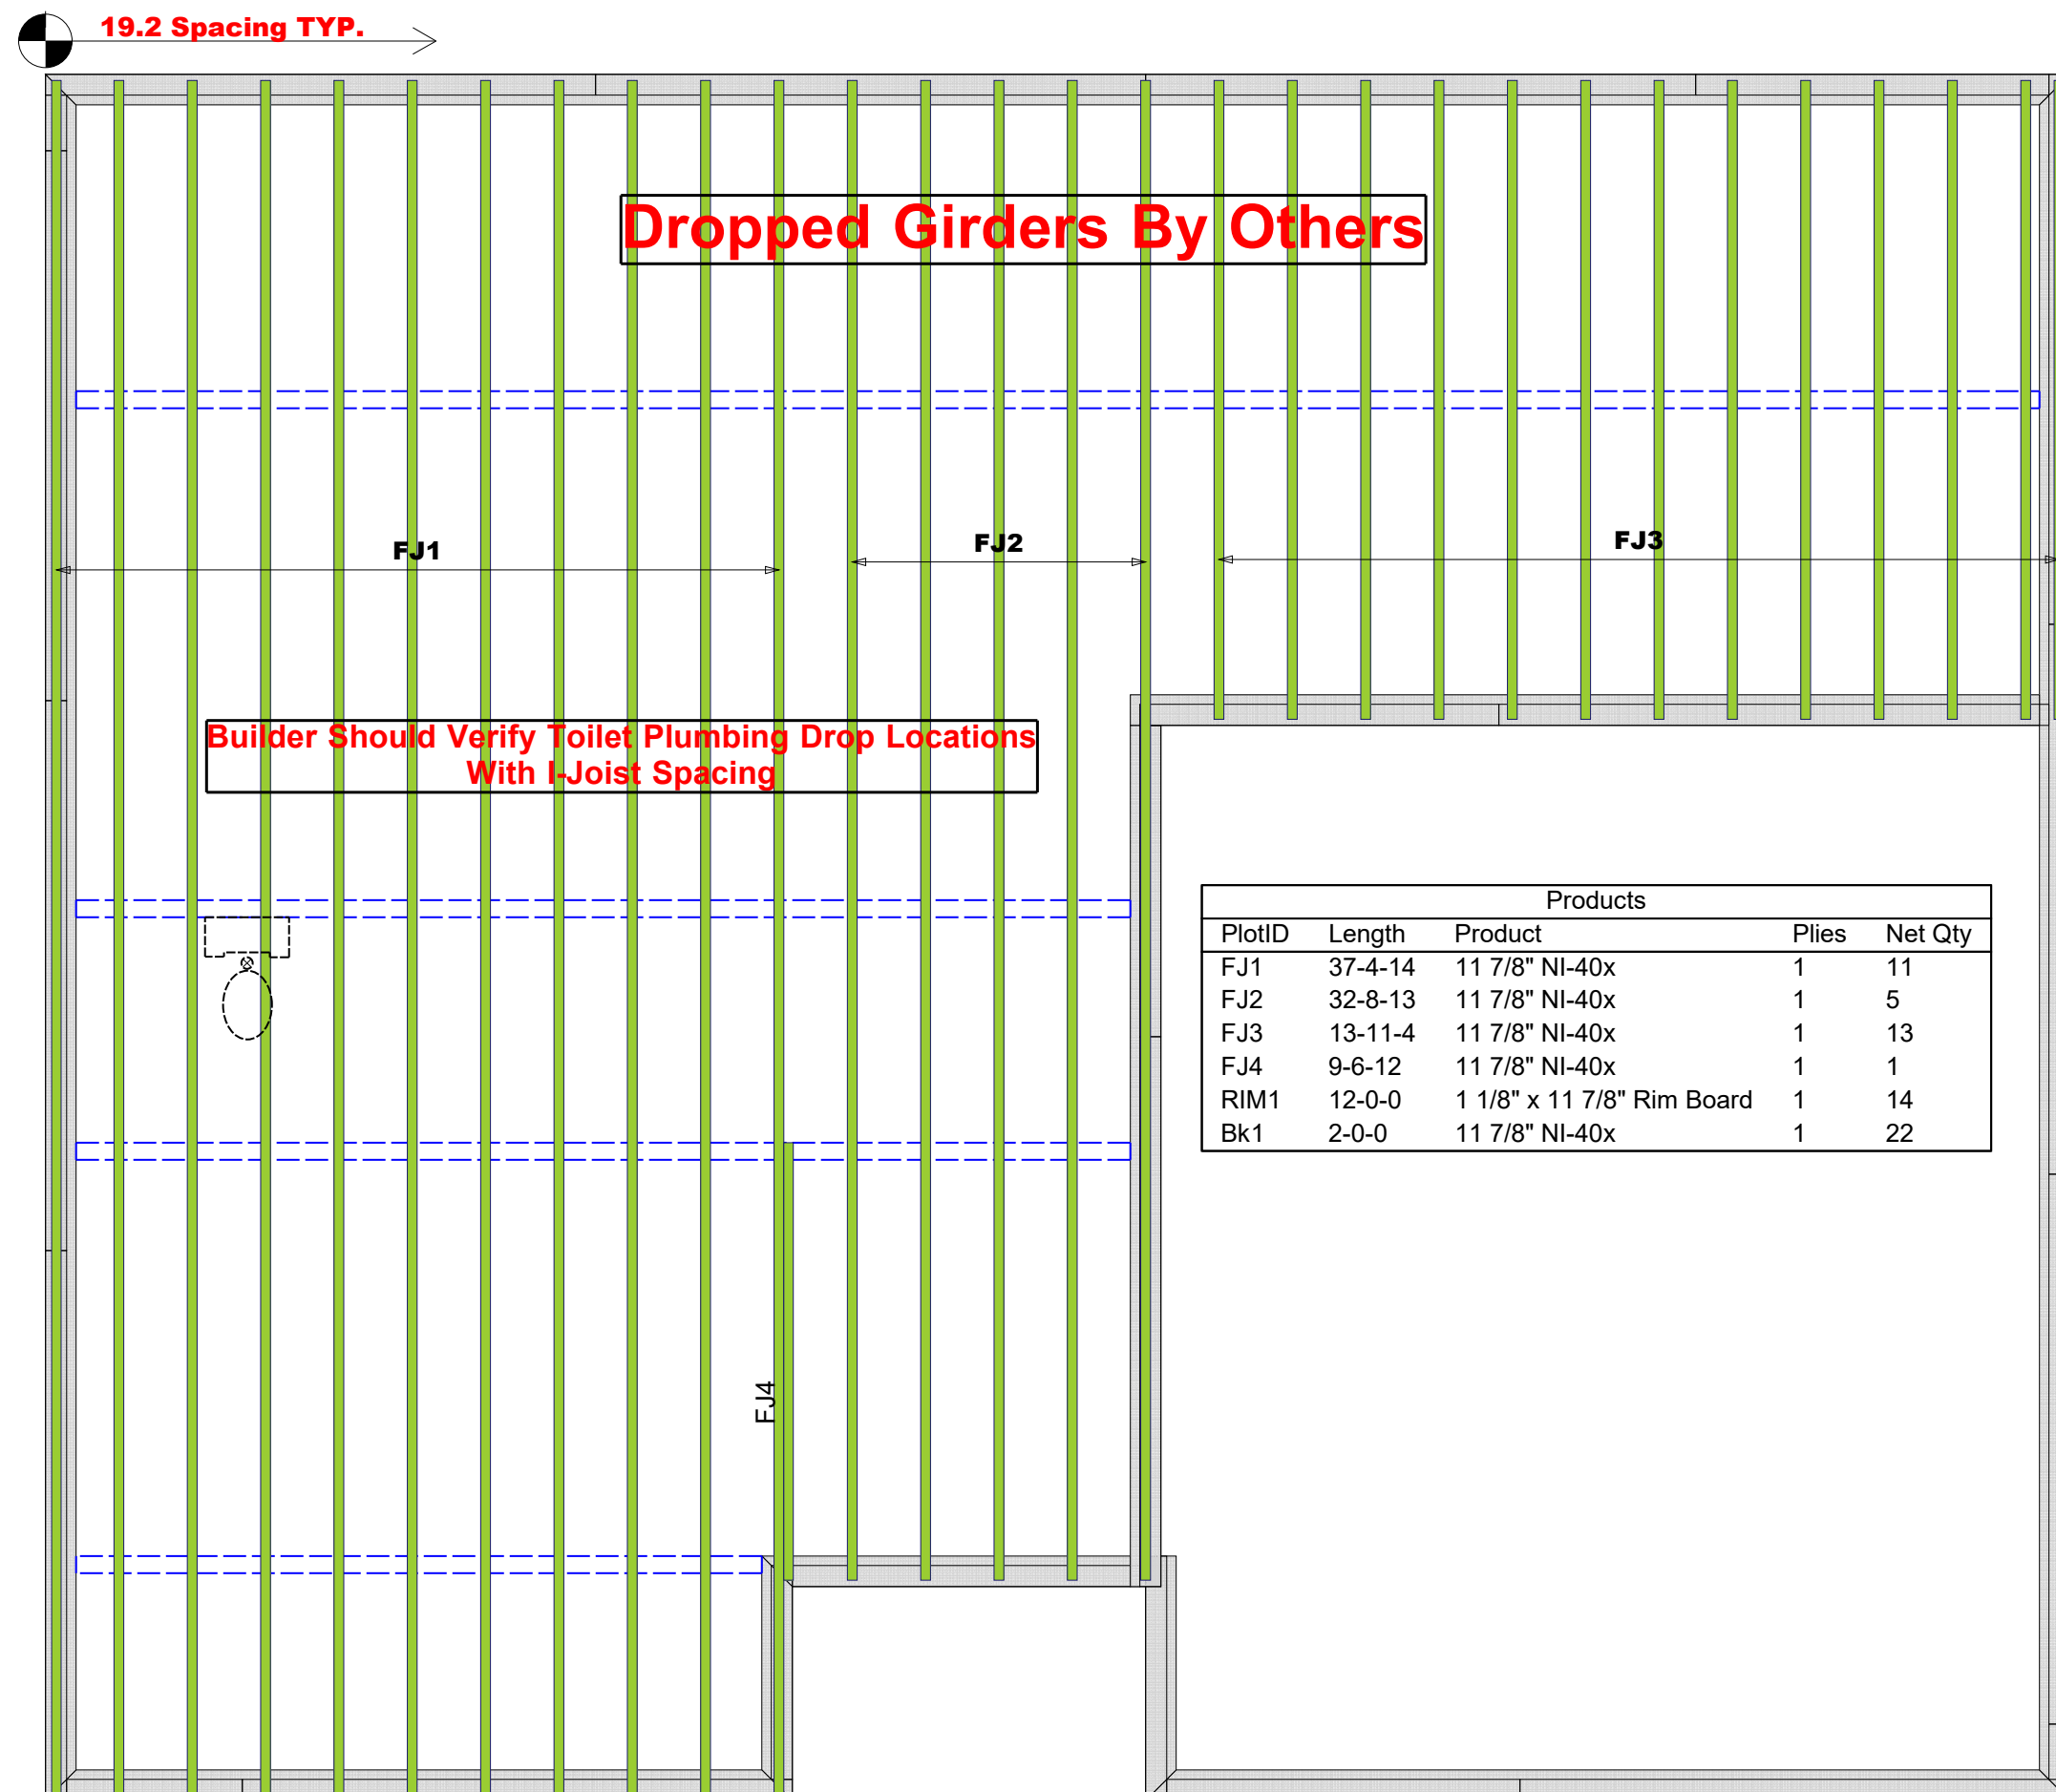 19.2 Spacing TYP.
Dropped Girders By Others
FJ1
FJ2
FJ3
Builder Should Verify Toilet Plumbing Drop Locations
With I-Joist Spacing
Products
PlotID Length Product Plies Net Qty
FJ1 37-4-14 11 7/8" NI-40x 1 11
FJ2 32-8-13 11 7/8" NI-40x 1 5
FJ3 13-11-4 11 7/8" NI-40x 1 13
FJ4 9-6-12 11 7/8" NI-40x 1 1
RIM1 12-0-0 1 1/8" x 11 7/8" Rim Board 1 14
Bk1 2-0-0 11 7/8" NI-40x 1 22
FJ4